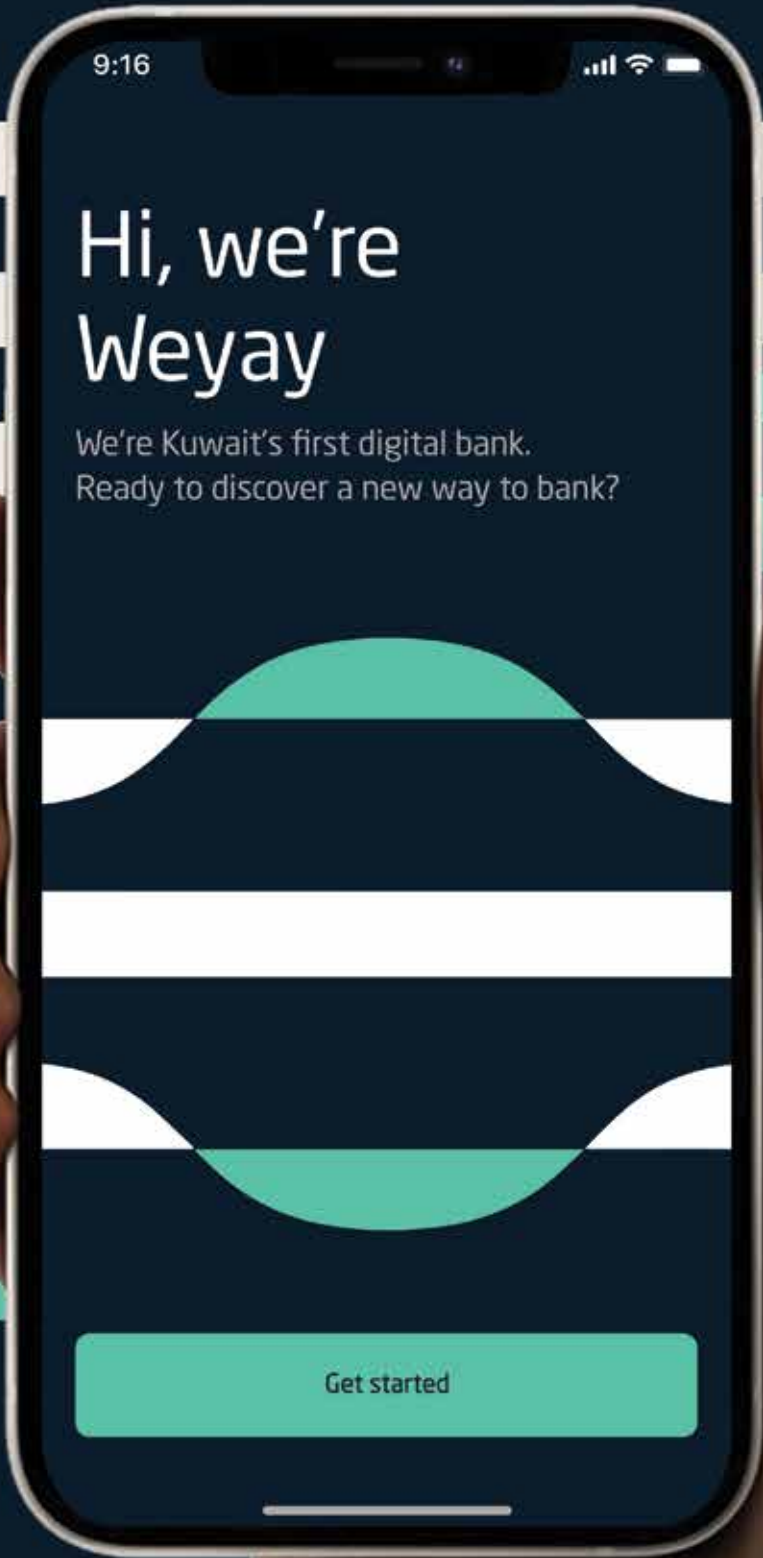 9:16
Hi, we're
Weyay
We're Kuwait's first digital bank.
Ready to discover a new way to bank?
Get started